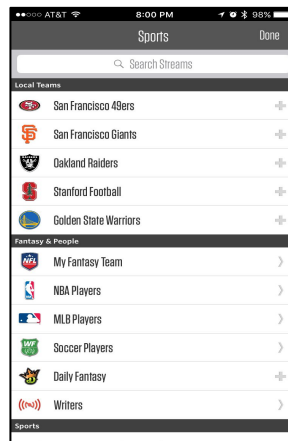 AT&T 8:00 PM 98%
Sports Done
Search Streams
Local Teams
San Francisco 49ers
San Francisco Giants
Oakland Raiders
Stanford Football
Golden State Warriors
Fantasy & People
NFL My Fantasy Team
NBA Players
MLB Players
WF Soccer Players
Daily Fantasy
Writers
Sports